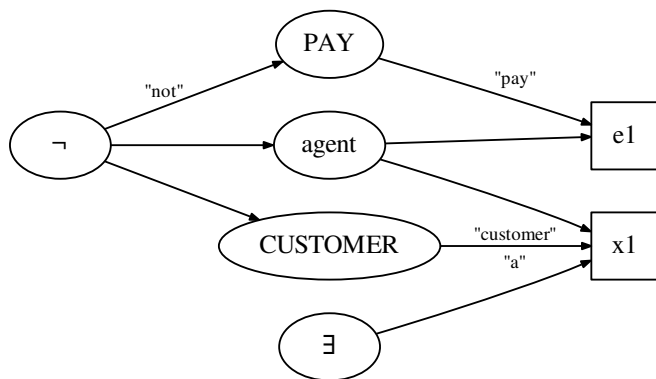 PAY
"not"
"pay"
e1
¬
agent
CUSTOMER
"customer"
x1
"a"
∃